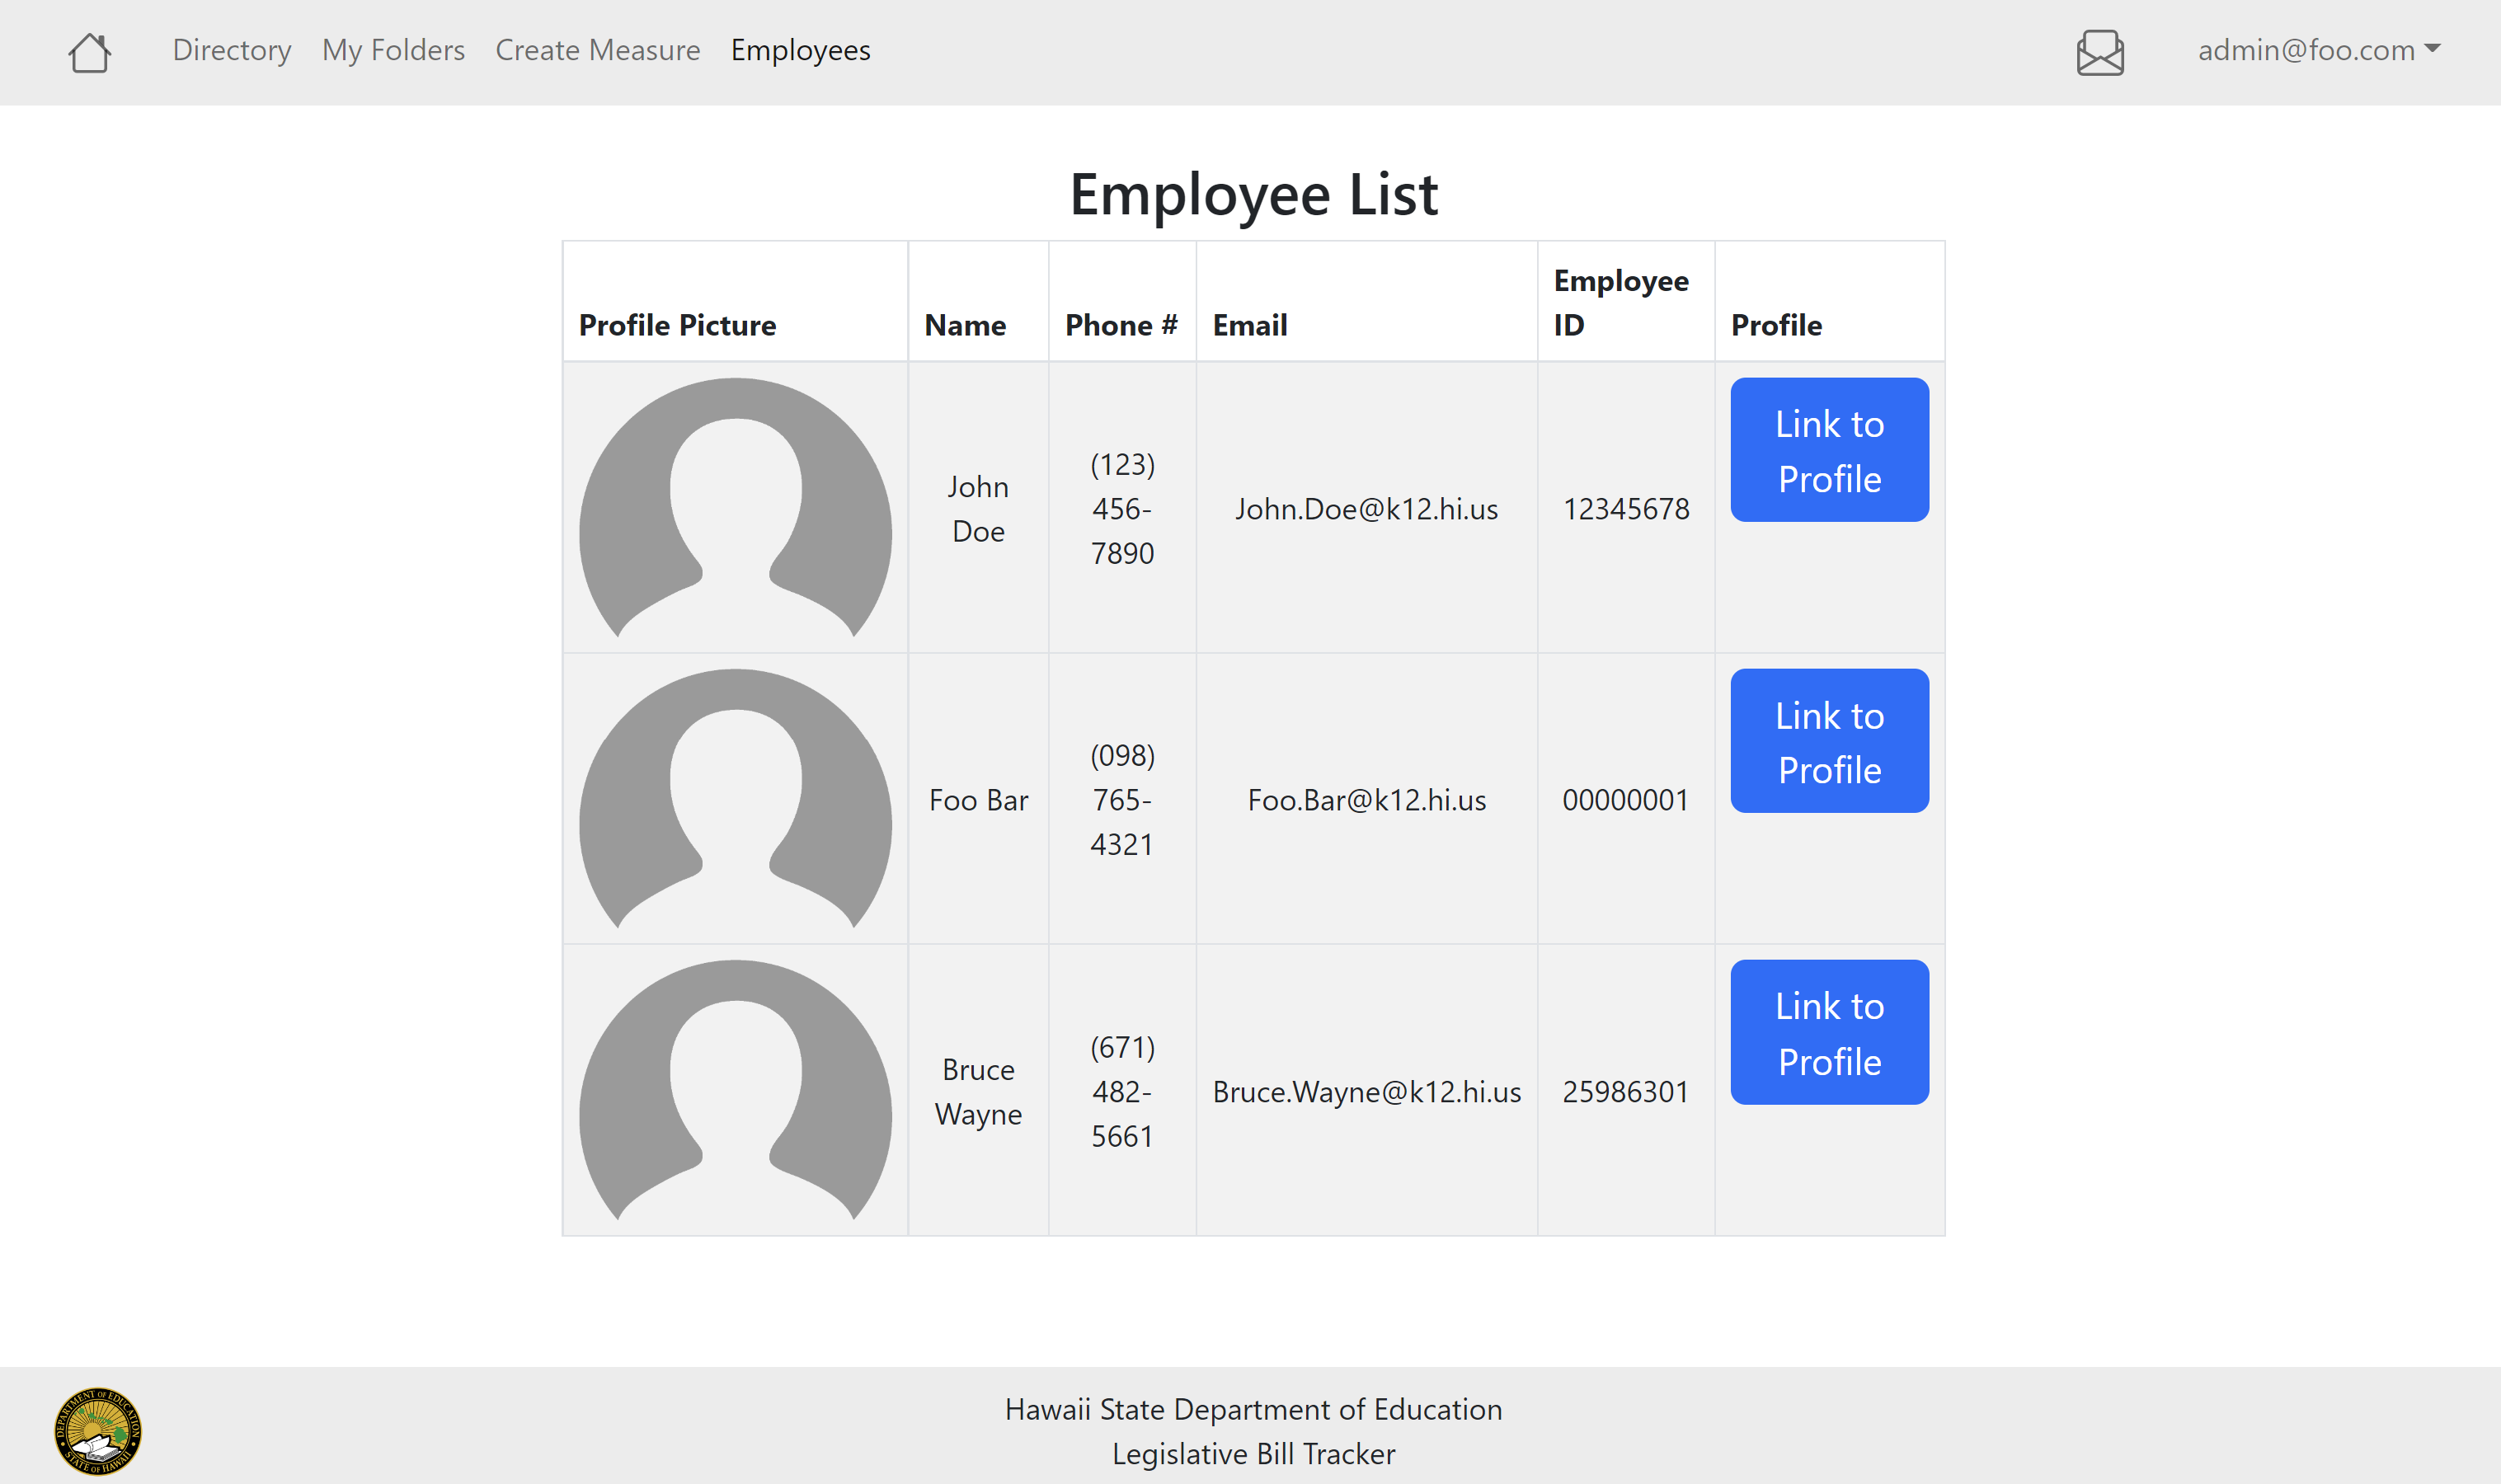 Directory My Folders Create Measure Employees admin@foo.com
Employee List
Profile Picture Name Phone # Email Employee ID Profile
John Doe (123) 456-7890 John.Doe@k12.hi.us 12345678 Link to Profile
Foo Bar (098) 765-4321 Foo.Bar@k12.hi.us 00000001 Link to Profile
Bruce Wayne (671) 482-5661 Bruce.Wayne@k12.hi.us 25986301 Link to Profile
DEPARTMENT OF EDUCATION
STATE OF HAWAII
Hawaii State Department of Education
Legislative Bill Tracker